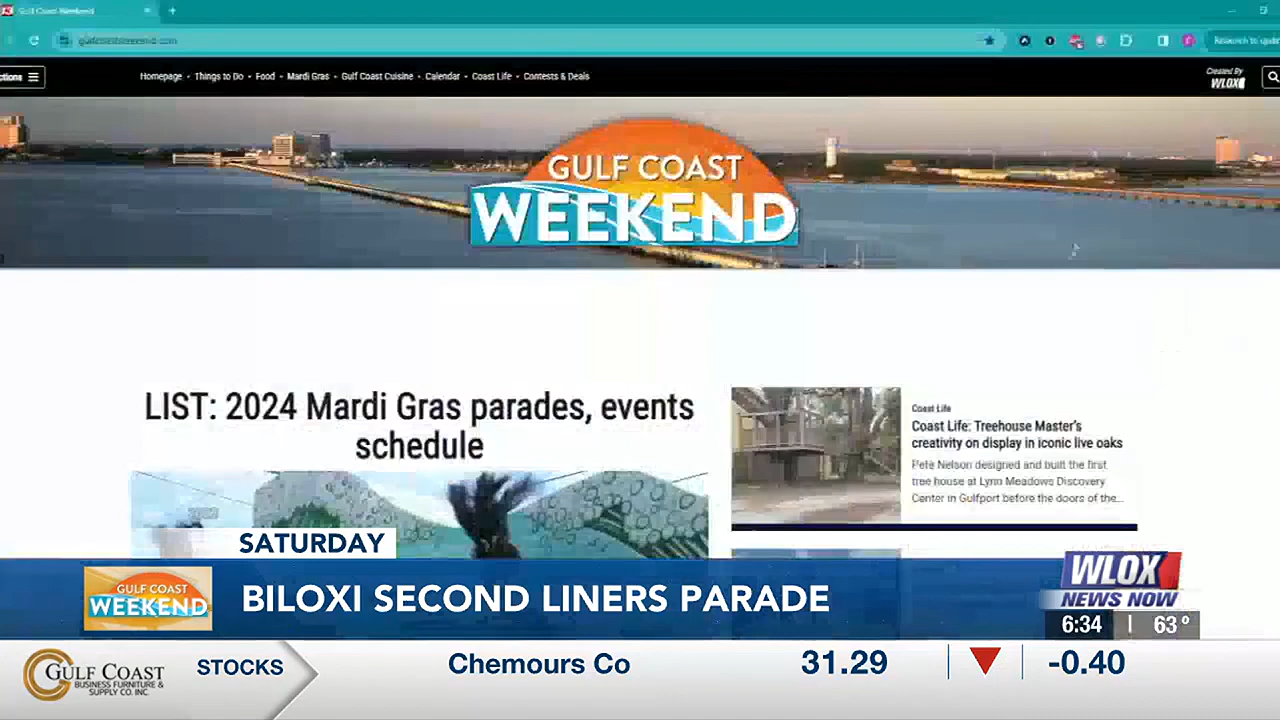 Gulf Coast Weekend
gulfcoastweekend.com
Relaunch to
Homepage
Things to Do
Food
Mardi Gras
Gulf Coast Cuisine
Calendar
Coast Life
Contests & Deals
Created By
WLOX
GULF COAST
WEEKEND
LIST: 2024 Mardi Gras parades, events
schedule
Coast Life
Coast Life: Treehouse Master's
creativity on display in iconic live oaks
Pete Nelson designed and built the first
tree house at Lynn Meadows Discovery
Center in Gulfport before the doors of the...
SATURDAY
GULF COAST
WEEKEND
BILOXI SECOND LINERS PARADE
WLOX
NEWS NOW
6:34 | 63°
GULF COAST
BUSINESS FURNITURE &
SUPPLY CO. INC
STOCKS
Chemours Co 31.29 -0.40